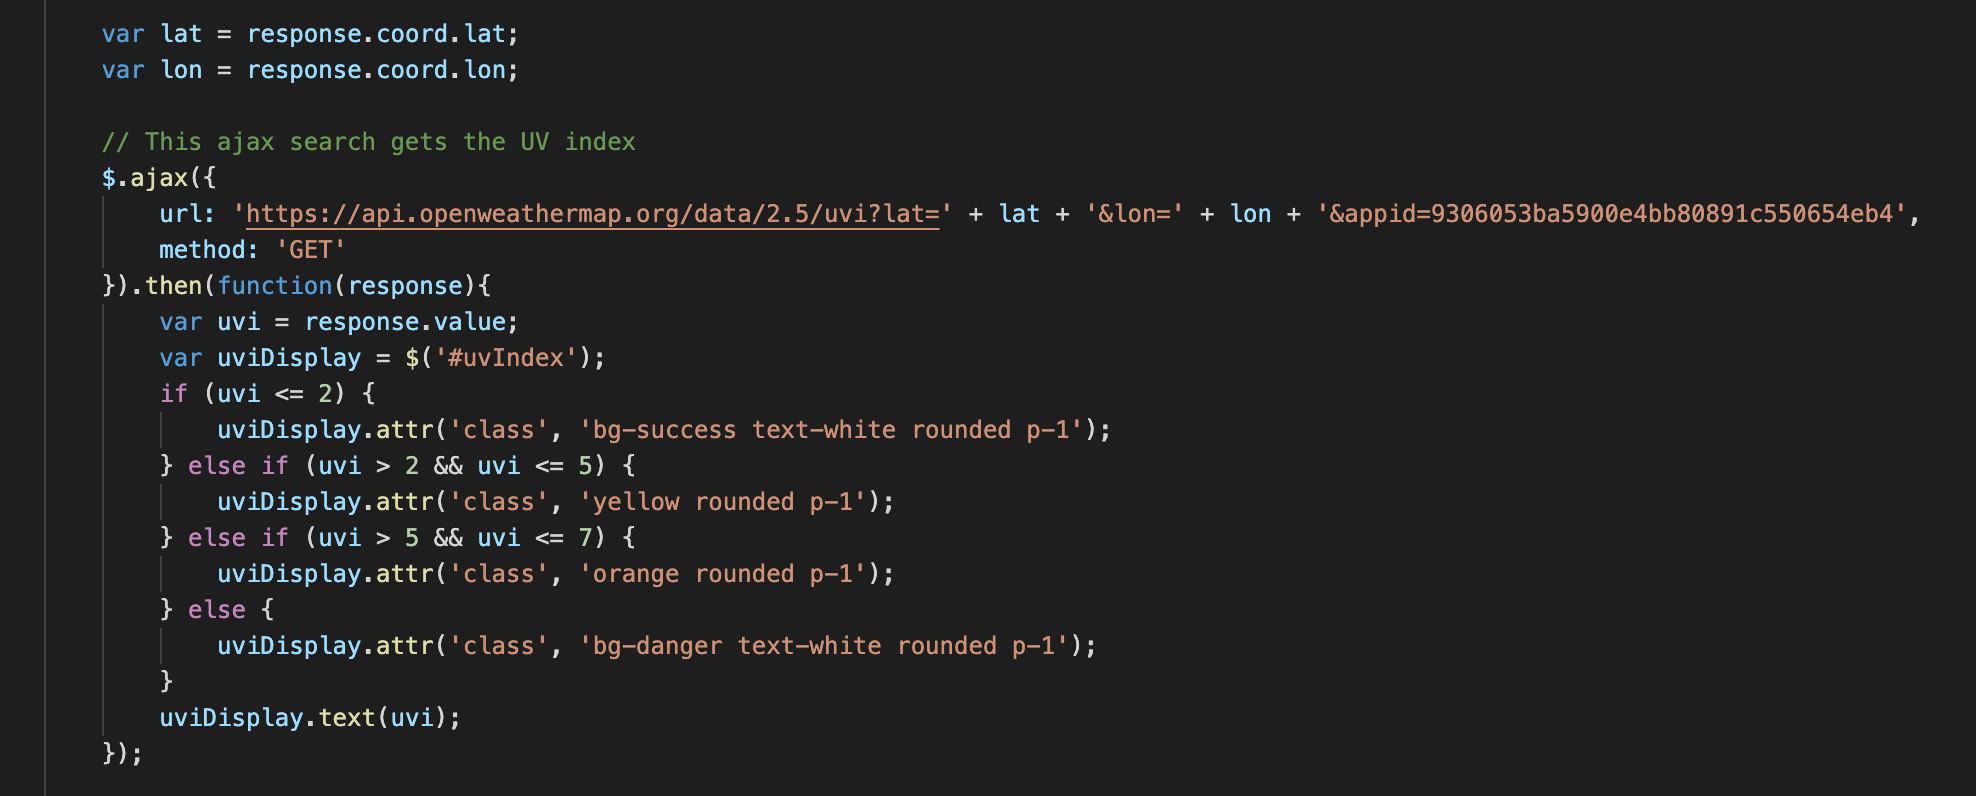 var lat = response.coord.lat;
var lon = response.coord.lon;
// This ajax search gets the UV index
$.ajax({
url: 'https://api.openweathermap.org/data/2.5/uvi?lat=' + lat + '&lon=' + lon + '&appid=9306053ba5900e4bb80891c550654eb4',
method: 'GET'
}).then(function(response){
var uvi = response.value;
var uviDisplay = $('#uvIndex');
if (uvi <= 2) {
uviDisplay.attr('class', 'bg-success text-white rounded p-1');
} else if (uvi > 2 && uvi <= 5) {
uviDisplay.attr('class', 'yellow rounded p-1');
} else if (uvi > 5 && uvi <= 7) {
uviDisplay.attr('class', 'orange rounded p-1');
} else {
uviDisplay.attr('class', 'bg-danger text-white rounded p-1');
}
uviDisplay.text(uvi);
});